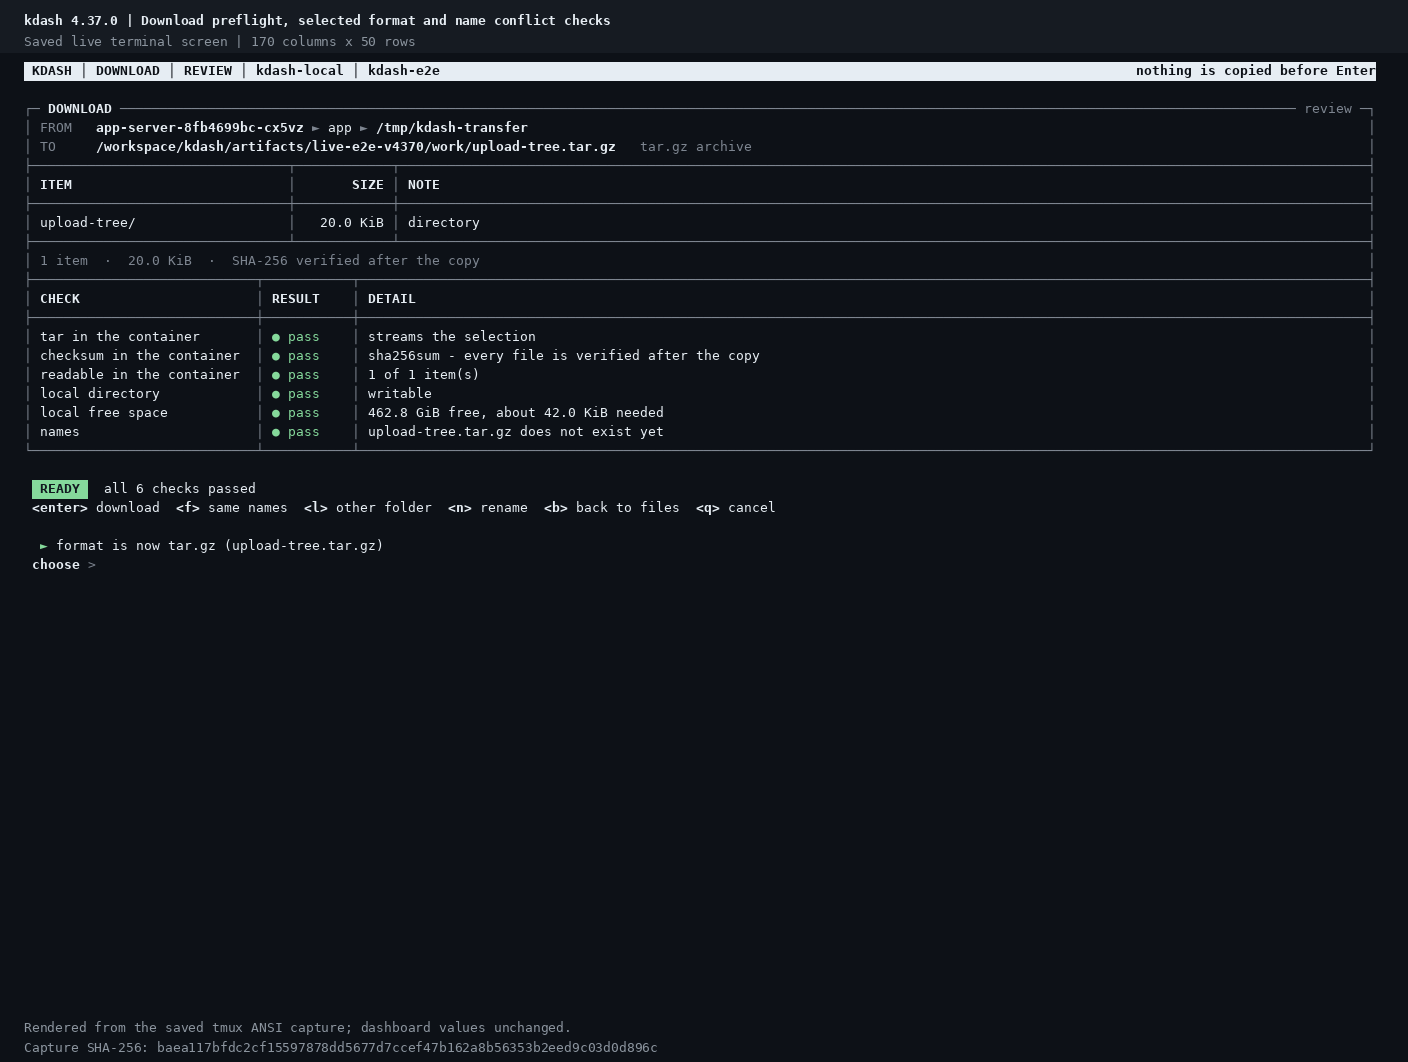 kdash 4.37.0 | Download preflight, selected format and name conflict checks
Saved live terminal screen | 170 columns x 50 rows
KDASH │ DOWNLOAD │ REVIEW │ kdash-local │ kdash-e2e nothing is copied before Enter
DOWNLOAD review
FROM app-server-8fb4699bc-cx5vz ► app ► /tmp/kdash-transfer
TO /workspace/kdash/artifacts/live-e2e-v4370/work/upload-tree.tar.gz tar.gz archive
ITEM │ SIZE │ NOTE
upload-tree/ │ 20.0 KiB │ directory
1 item · 20.0 KiB · SHA-256 verified after the copy
CHECK │ RESULT │ DETAIL
tar in the container │ ● pass │ streams the selection
checksum in the container │ ● pass │ sha256sum - every file is verified after the copy
readable in the container │ ● pass │ 1 of 1 item(s)
local directory │ ● pass │ writable
local free space │ ● pass │ 462.8 GiB free, about 42.0 KiB needed
names │ ● pass │ upload-tree.tar.gz does not exist yet
READY all 6 checks passed
<enter> download <f> same names <l> other folder <n> rename <b> back to files <q> cancel
► format is now tar.gz (upload-tree.tar.gz)
choose >
Rendered from the saved tmux ANSI capture; dashboard values unchanged.
Capture SHA-256: baea117bfdc2cf15597878dd5677d7ccef47b162a8b56353b2eed9c03d0d896c